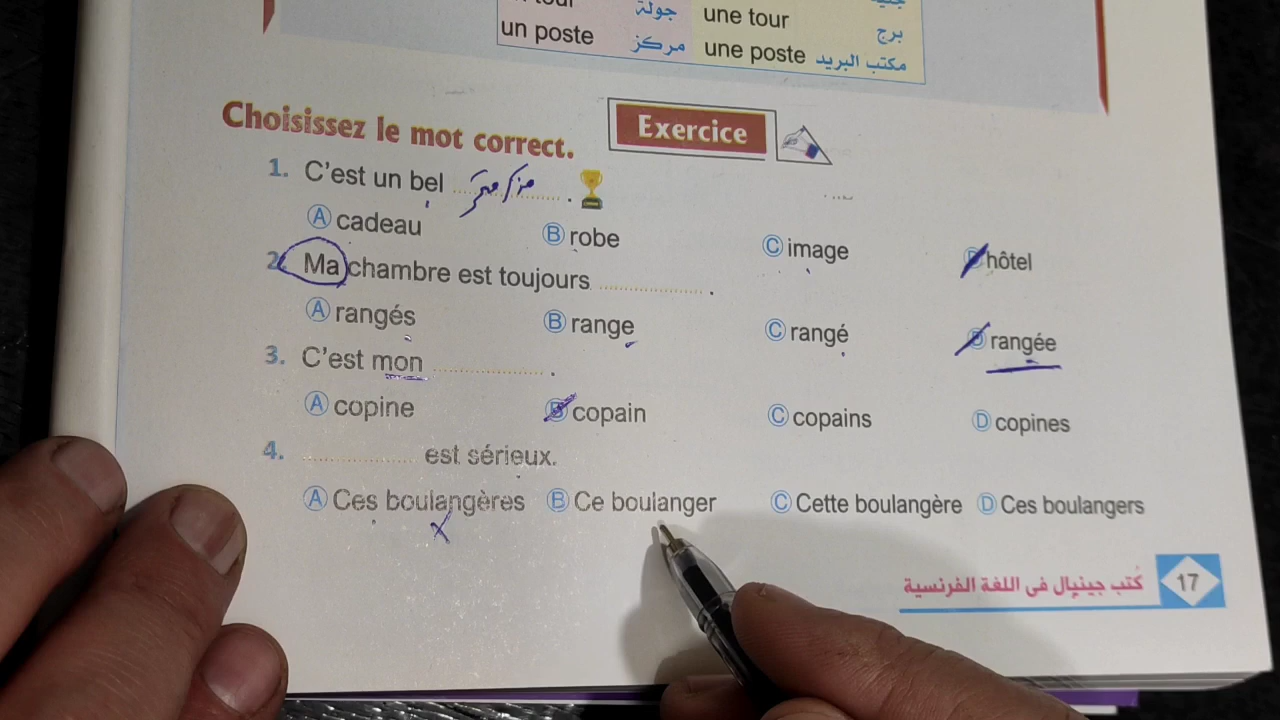 une tour برج
un poste مركز une poste مكتب البريد
Choisissez le mot correct. Exercice
1. C'est un bel .................... .
A cadeau B robe C image D hôtel
2. Ma chambre est toujours .................... .
A rangés B range C rangé D rangée
3. C'est mon .................... .
A copine B copain C copains D copines
4. .................... est sérieux.
A Ces boulangères B Ce boulanger C Cette boulangère D Ces boulangers
كتب جينيال فى اللغة الفرنسية 17